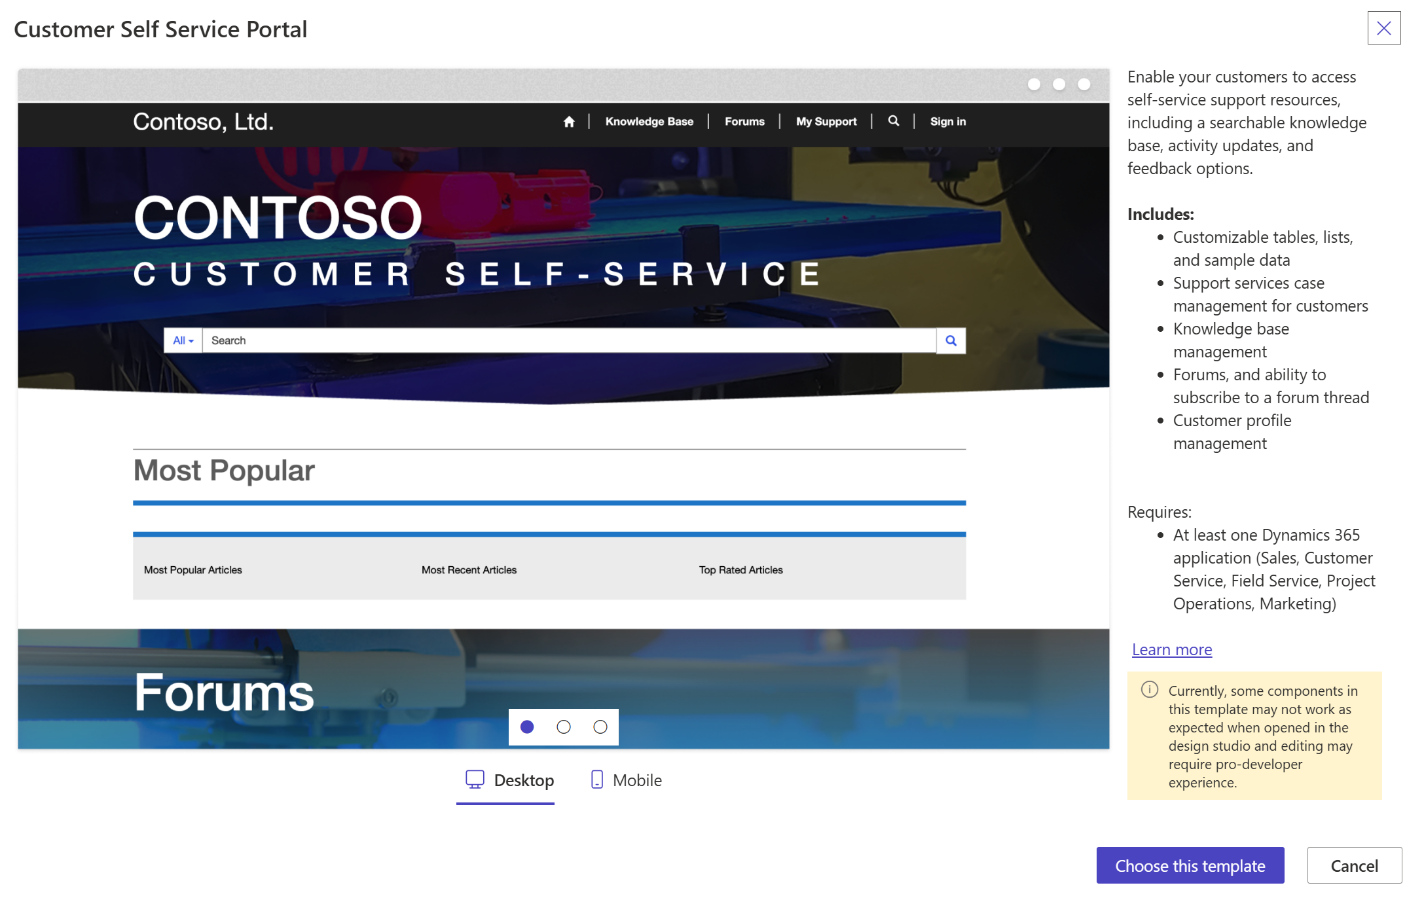 Customer Self Service Portal
Contoso, Ltd.
Knowledge Base
Forums
My Support
Sign in
CONTOSO
CUSTOMER SELF-SERVICE
All
Search
Most Popular
Most Popular Articles
Most Recent Articles
Top Rated Articles
Forums
Desktop
Mobile
Enable your customers to access
self-service support resources,
including a searchable knowledge
base, activity updates, and
feedback options.
Includes:
Customizable tables, lists,
and sample data
Support services case
management for customers
Knowledge base
management
Forums, and ability to
subscribe to a forum thread
Customer profile
management
Requires:
At least one Dynamics 365
application (Sales, Customer
Service, Field Service, Project
Operations, Marketing)
Learn more
Currently, some components in
this template may not work as
expected when opened in the
design studio and editing may
require pro-developer
experience.
Choose this template
Cancel